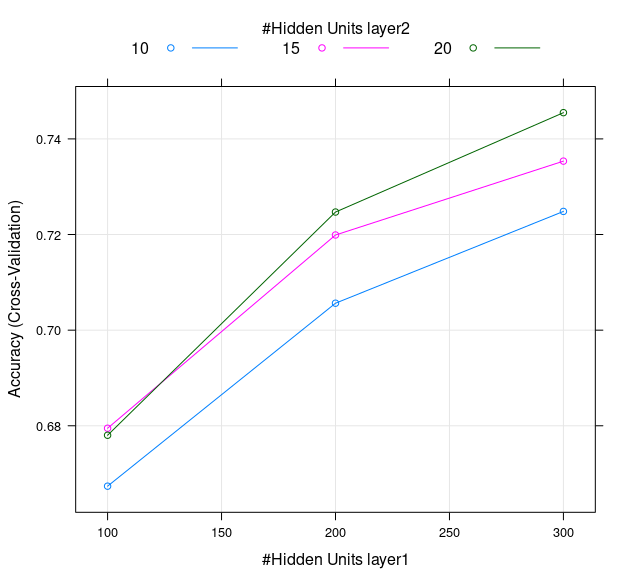 #Hidden Units layer2
10 15 20
Accuracy (Cross-Validation)
0.74
0.72
0.70
0.68
100 150 200 250 300
#Hidden Units layer1